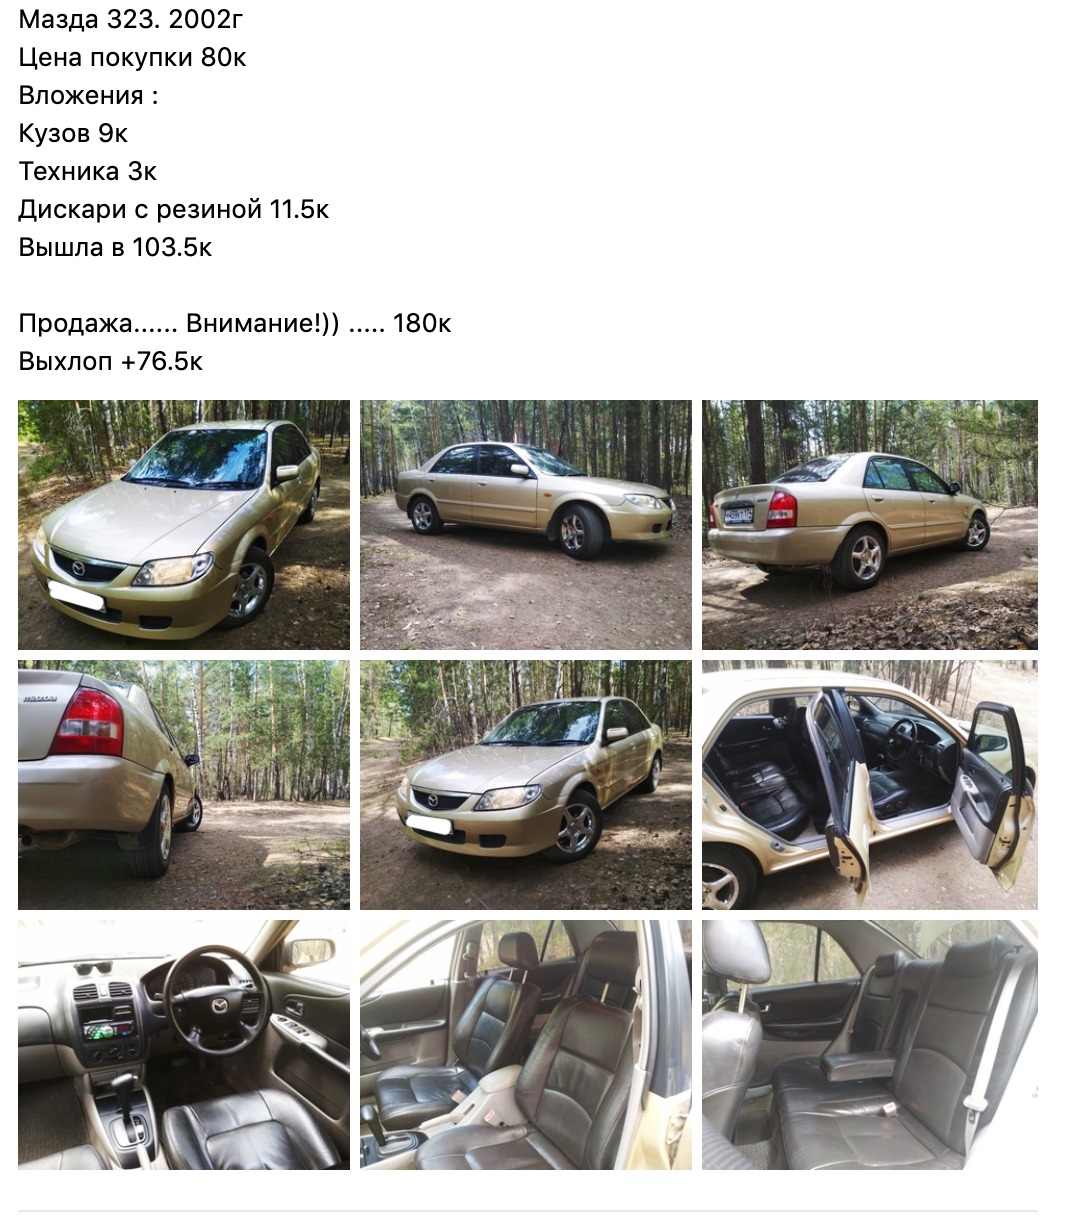 Мазда 323. 2002г
Цена покупки 80к
Вложения :
Кузов 9к
Техника 3к
Дискари с резиной 11.5к
Вышла в 103.5к
Продажа...... Внимание!)) ..... 180к
Выхлоп +76.5к
mazda